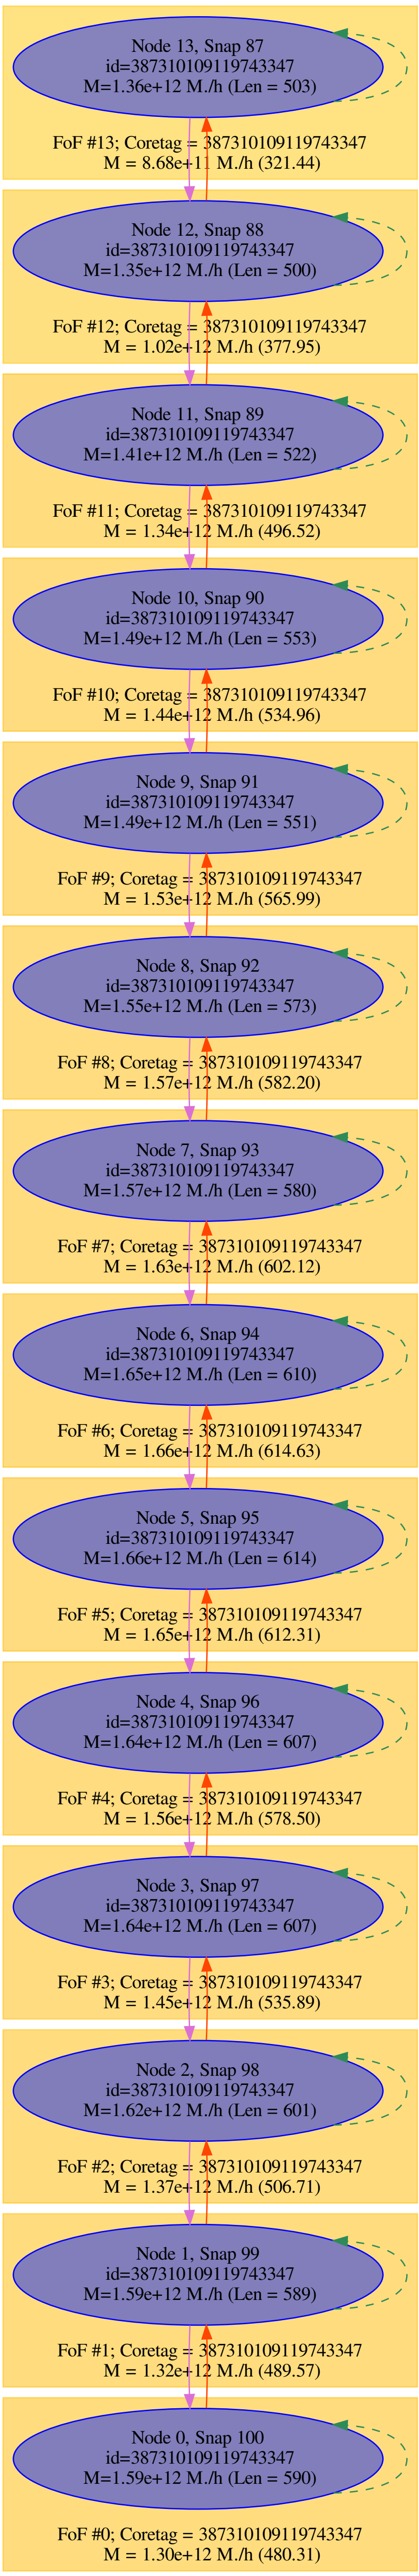 Node 13, Snap 87
id=387310109119743347
M=1.36e+12 M./h (Len = 503)
FoF #13; Coretag = 387310109119743347
M = 8.68e+11 M./h (321.44)
Node 12, Snap 88
id=387310109119743347
M=1.35e+12 M./h (Len = 500)
FoF #12; Coretag = 387310109119743347
M = 1.02e+12 M./h (377.95)
Node 11, Snap 89
id=387310109119743347
M=1.41e+12 M./h (Len = 522)
FoF #11; Coretag = 387310109119743347
M = 1.34e+12 M./h (496.52)
Node 10, Snap 90
id=387310109119743347
M=1.49e+12 M./h (Len = 553)
FoF #10; Coretag = 387310109119743347
M = 1.44e+12 M./h (534.96)
Node 9, Snap 91
id=387310109119743347
M=1.49e+12 M./h (Len = 551)
FoF #9; Coretag = 387310109119743347
M = 1.53e+12 M./h (565.99)
Node 8, Snap 92
id=387310109119743347
M=1.55e+12 M./h (Len = 573)
FoF #8; Coretag = 387310109119743347
M = 1.57e+12 M./h (582.20)
Node 7, Snap 93
id=387310109119743347
M=1.57e+12 M./h (Len = 580)
FoF #7; Coretag = 387310109119743347
M = 1.63e+12 M./h (602.12)
Node 6, Snap 94
id=387310109119743347
M=1.65e+12 M./h (Len = 610)
FoF #6; Coretag = 387310109119743347
M = 1.66e+12 M./h (614.63)
Node 5, Snap 95
id=387310109119743347
M=1.66e+12 M./h (Len = 614)
FoF #5; Coretag = 387310109119743347
M = 1.65e+12 M./h (612.31)
Node 4, Snap 96
id=387310109119743347
M=1.64e+12 M./h (Len = 607)
FoF #4; Coretag = 387310109119743347
M = 1.56e+12 M./h (578.50)
Node 3, Snap 97
id=387310109119743347
M=1.64e+12 M./h (Len = 607)
FoF #3; Coretag = 387310109119743347
M = 1.45e+12 M./h (535.89)
Node 2, Snap 98
id=387310109119743347
M=1.62e+12 M./h (Len = 601)
FoF #2; Coretag = 387310109119743347
M = 1.37e+12 M./h (506.71)
Node 1, Snap 99
id=387310109119743347
M=1.59e+12 M./h (Len = 589)
FoF #1; Coretag = 387310109119743347
M = 1.32e+12 M./h (489.57)
Node 0, Snap 100
id=387310109119743347
M=1.59e+12 M./h (Len = 590)
FoF #0; Coretag = 387310109119743347
M = 1.30e+12 M./h (480.31)